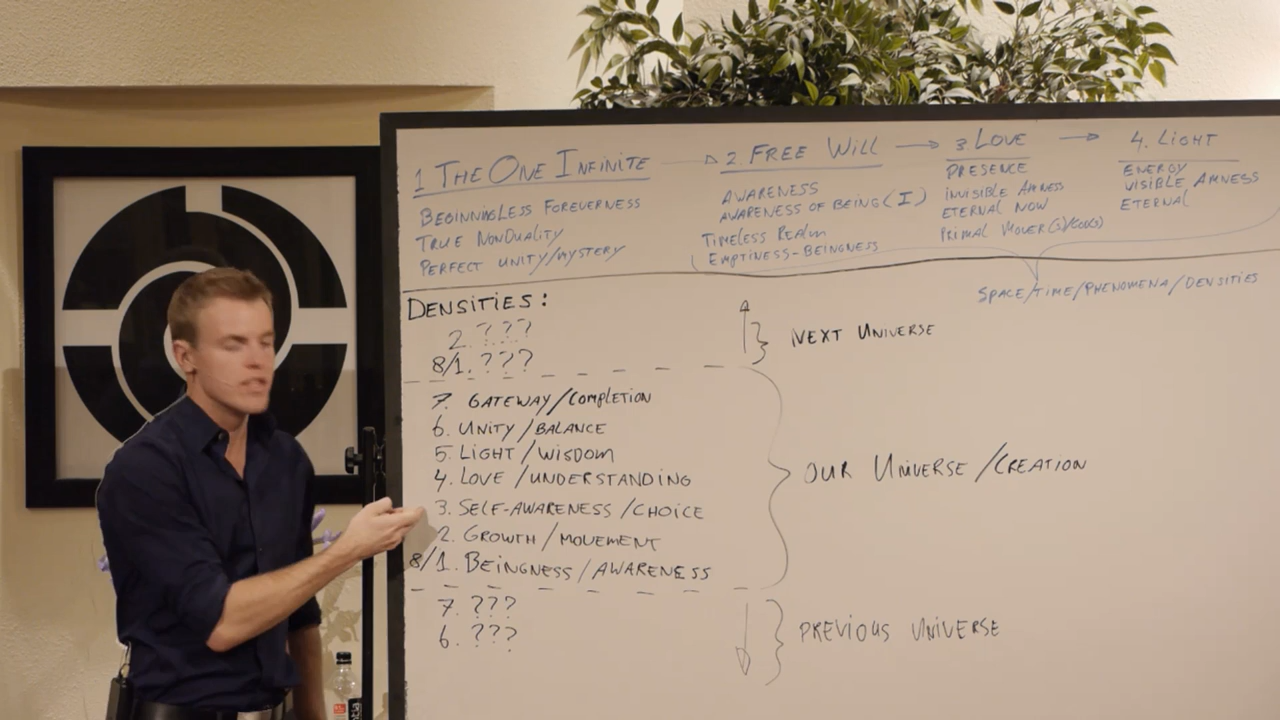 1 THE ONE INFINITE
BEGINNINGLESS FOREVERNESS
TRUE NONDUALITY
PERFECT UNITY/MYSTERY
2 FREE WILL
AWARENESS
AWARENESS OF BEING (I)
TIMELESS REALM
EMPTINESS-BEINGNESS
3 LOVE
PRESENCE
INVISIBLE AMNESS
ETERNAL NOW
PRIMAL MOVER(S)/GOD(S)
4. LIGHT
ENERGY
VISIBLE AMNESS
ETERNAL
SPACE/TIME/PHENOMENA/DENSITIES
DENSITIES:
2. ???
8/1. ???
NEXT UNIVERSE
7. GATEWAY/COMPLETION
6. UNITY/BALANCE
5. LIGHT/WISDOM
4. LOVE/UNDERSTANDING
3. SELF-AWARENESS/CHOICE
2. GROWTH/MOVEMENT
8/1. BEINGNESS/AWARENESS
OUR UNIVERSE/CREATION
7. ???
6. ???
PREVIOUS UNIVERSE